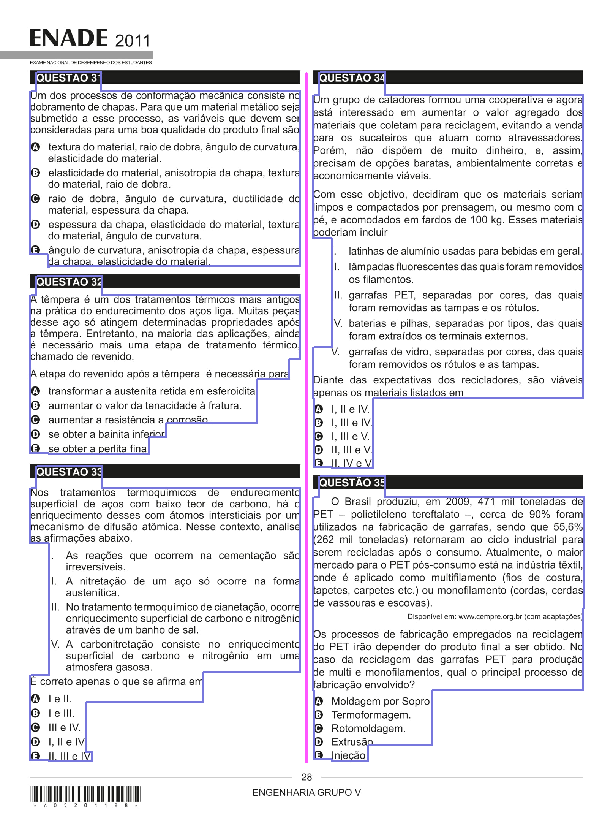 ENADE 2011
EXAME NACIONAL DE DESEMPENHO DOS ESTUDANTES
QUESTÃO 31
Um dos processos de conformação mecânica consiste no
dobramento de chapas. Para que um material metálico seja
submetido a esse processo, as variáveis que devem ser
consideradas para uma boa qualidade do produto final são
A textura do material, raio de dobra, ângulo de curvatura,
elasticidade do material.
B elasticidade do material, anisotropia da chapa, textura
do material, raio de dobra.
C raio de dobra, ângulo de curvatura, ductilidade do
material, espessura da chapa.
D espessura da chapa, elasticidade do material, textura
do material, ângulo de curvatura.
E ângulo de curvatura, anisotropia da chapa, espessura
da chapa, elasticidade do material.
QUESTÃO 32
A têmpera é um dos tratamentos térmicos mais antigos
na prática do endurecimento dos aços liga. Muitas peças
desse aço só atingem determinadas propriedades após
a têmpera. Entretanto, na maioria das aplicações, ainda
é necessário mais uma etapa de tratamento térmico,
chamado de revenido.
A etapa do revenido após a têmpera é necessária para
A transformar a austenita retida em esferoidita
B aumentar o valor da tenacidade à fratura.
C aumentar a resistência a corrosão
D se obter a bainita inferior
E se obter a perlita fina
QUESTÃO 33
Nos tratamentos termoquímicos de endurecimento
superficial de aços com baixo teor de carbono, há o
enriquecimento desses com átomos intersticiais por um
mecanismo de difusão atômica. Nesse contexto, analise
as afirmações abaixo.
I. As reações que ocorrem na cementação são
irreversíveis.
II. A nitretação de um aço só ocorre na forma
austenítica.
III. No tratamento termoquímico de cianetação, ocorre
enriquecimento superficial de carbono e nitrogênio
através de um banho de sal.
IV. A carbonitretação consiste no enriquecimento
superficial de carbono e nitrogênio em uma
atmosfera gasosa.
É correto apenas o que se afirma em
A I e II.
B I e III.
C III e IV.
D I, II e IV
E II, III e IV
QUESTÃO 34
Um grupo de catadores formou uma cooperativa e agora
está interessado em aumentar o valor agregado dos
materiais que coletam para reciclagem, evitando a venda
para os sucateiros que atuam como atravessadores.
Porém, não dispõem de muito dinheiro e, assim,
precisam de opções baratas, ambientalmente corretas e
economicamente viáveis.
Com esse objetivo, decidiram que os materiais seriam
limpos e compactados por prensagem, ou mesmo com o
pé, e acomodados em fardos de 100 kg. Esses materiais
poderiam incluir
I. latinhas de alumínio usadas para bebidas em geral.
II. lâmpadas fluorescentes das quais foram removidos
os filamentos.
III. garrafas PET, separadas por cores, das quais
foram removidas as tampas e os rótulos.
IV. baterias e pilhas, separadas por tipos, das quais
foram extraídos os terminais externos.
V. garrafas de vidro, separadas por cores, das quais
foram removidos os rótulos e as tampas.
Diante das expectativas dos recicladores, são viáveis
apenas os materiais listados em
A I, II e IV.
B I, III e IV.
C I, III e V.
D II, III e V.
E II, IV e V
QUESTÃO 35
O Brasil produziu, em 2009, 471 mil toneladas de
PET – polietileno tereftalato –, cerca de 90% foram
utilizados na fabricação de garrafas, sendo que 55,6%
(262 mil toneladas) retornaram ao ciclo industrial para
serem recicladas após o consumo. Atualmente, o maior
mercado para o PET pós-consumo está na indústria têxtil,
onde é aplicado como multifilamento (fios de costura,
tapetes, carpetes etc.) ou monofilamento (cordas, cerdas
de vassouras e escovas).
Disponível em: www.cempre.org.br (com adaptações)
Os processos de fabricação empregados na reciclagem
do PET irão depender do produto final a ser obtido. No
caso da reciclagem das garrafas PET para produção
de multi e monofilamentos, qual o principal processo de
fabricação envolvido?
A Moldagem por Sopro
B Termoformagem.
C Rotomoldagem.
D Extrusão
E Injeção
28
ENGENHARIA GRUPO V